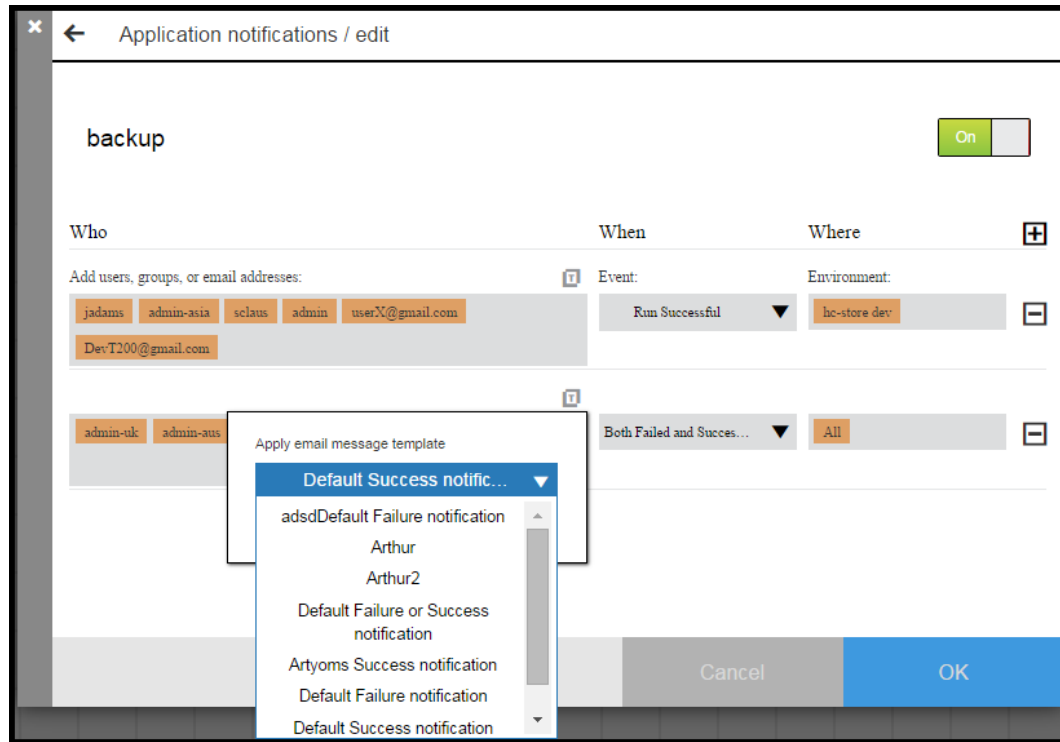 Application notifications / edit
backup
On
Who When Where
Add users, groups, or email addresses: T Event: Environment:
jadams admin-asia sclaus admin userX@gmail.com Run Successful hc-store dev
DevT200@gmail.com
T
admin-uk admin-aus Both Failed and Succes... All
Apply email message template
Default Success notific...
adsdDefault Failure notification
Arthur
Arthur2
Default Failure or Success
notification
Artyoms Success notification
Default Failure notification
Default Success notification
Cancel OK